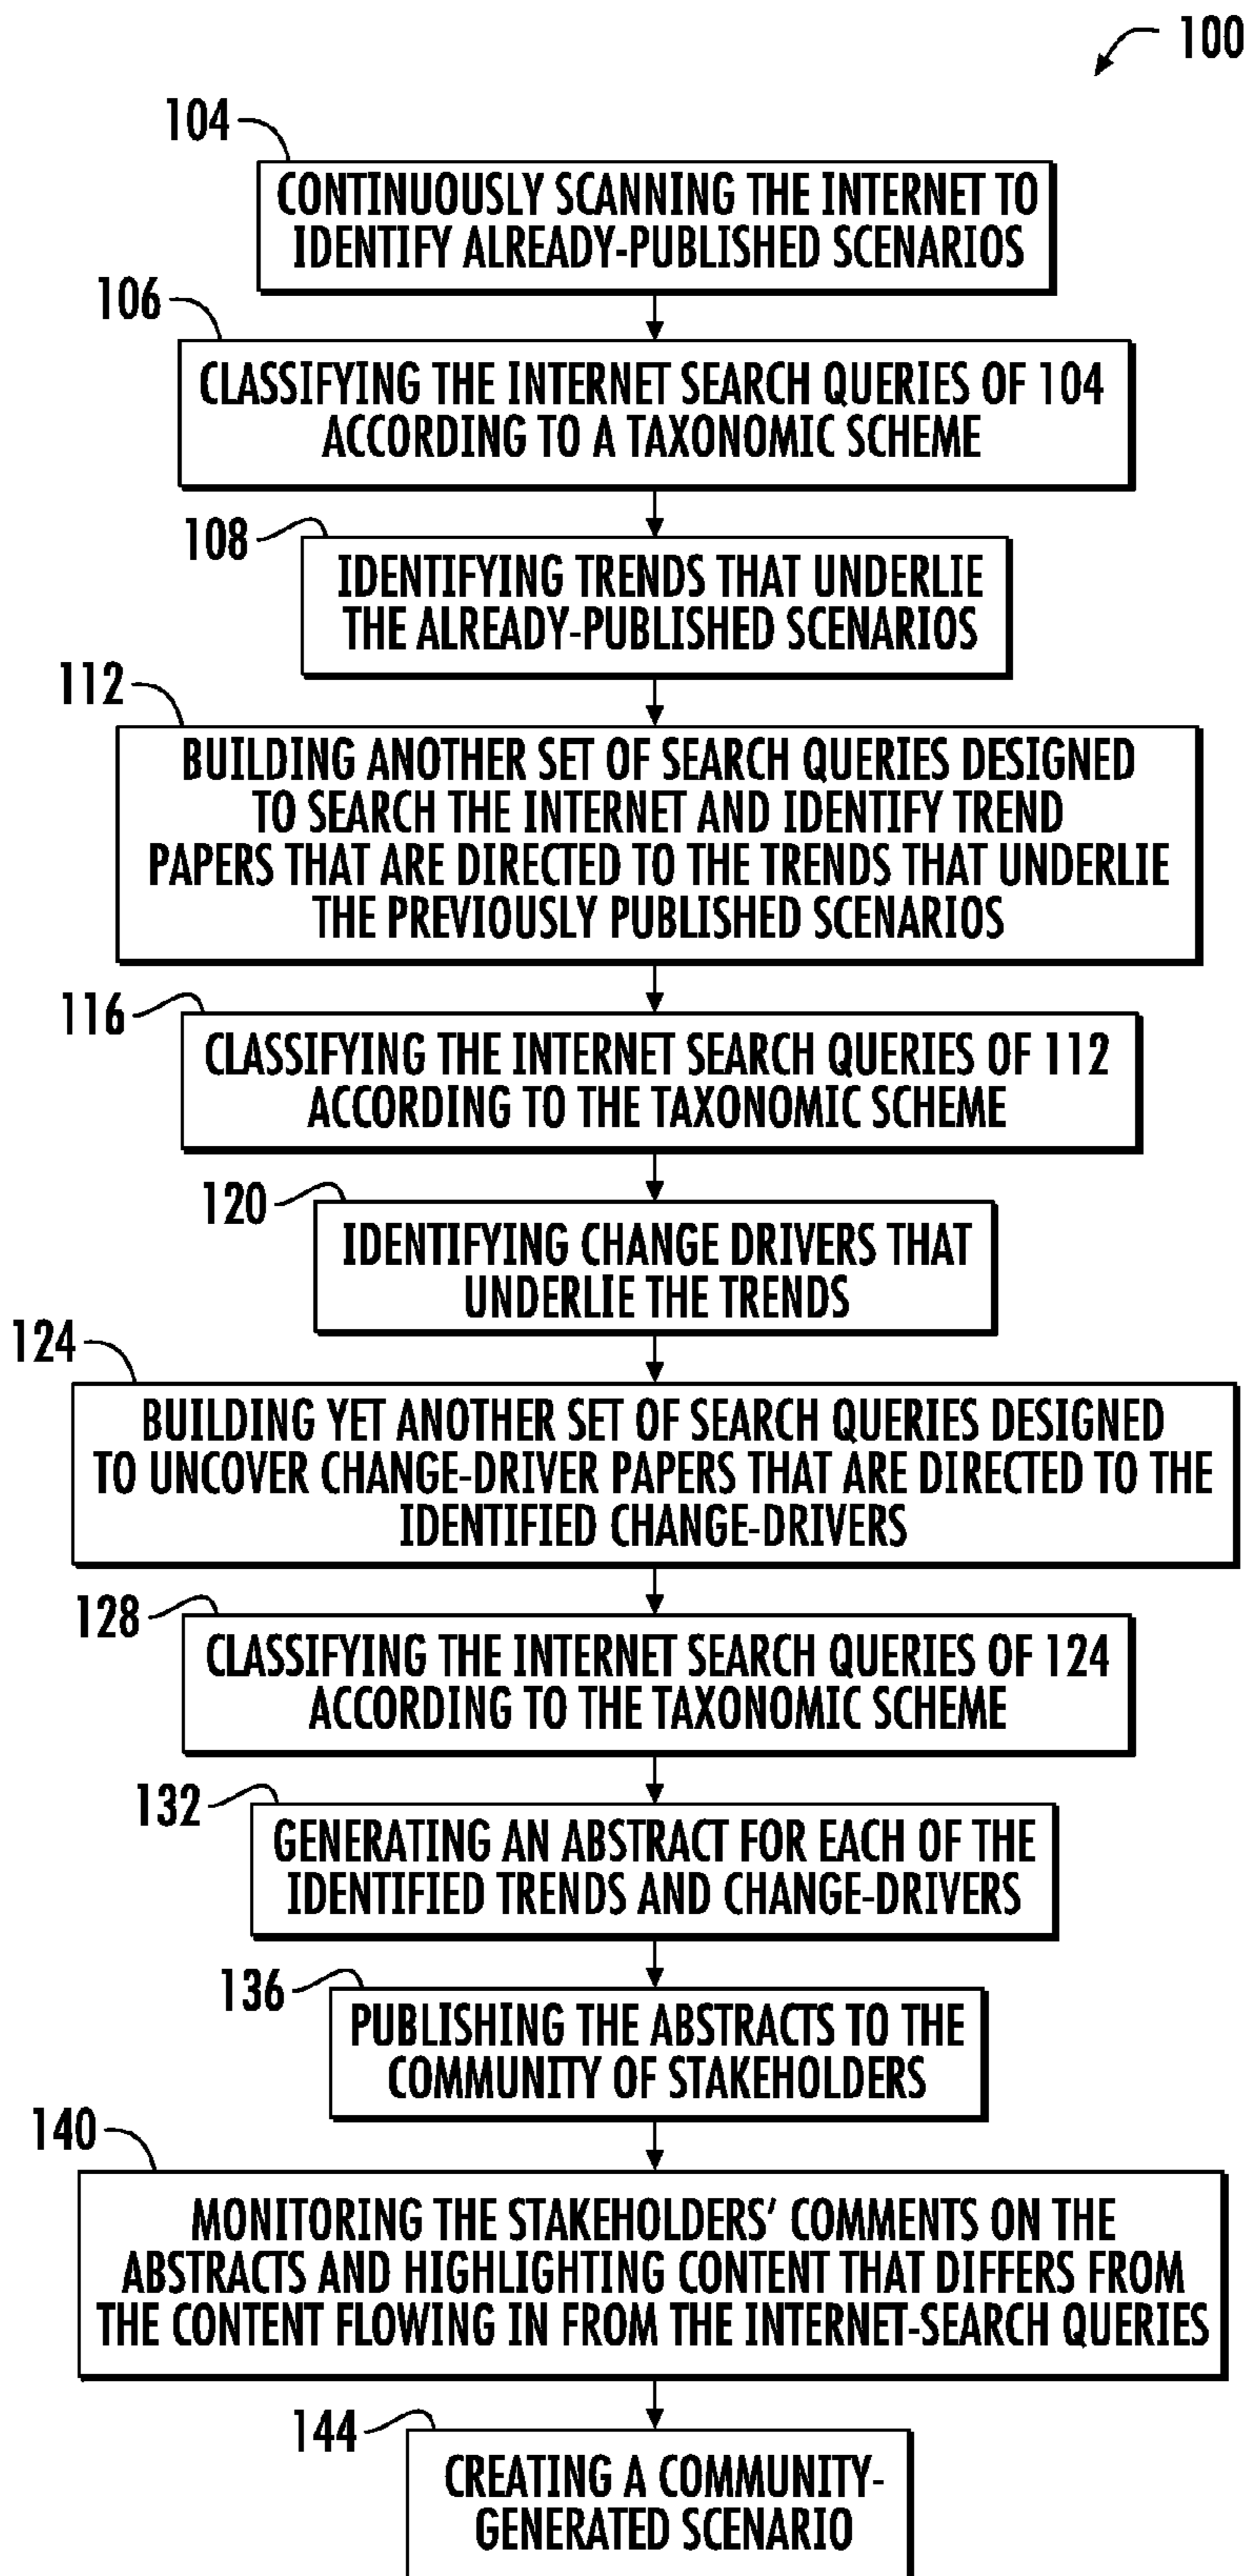 100
104
CONTINUOUSLY SCANNING THE INTERNET TO
IDENTIFY ALREADY-PUBLISHED SCENARIOS
106
CLASSIFYING THE INTERNET SEARCH QUERIES OF 104
ACCORDING TO A TAXONOMIC SCHEME
108
IDENTIFYING TRENDS THAT UNDERLIE
THE ALREADY-PUBLISHED SCENARIOS
112
BUILDING ANOTHER SET OF SEARCH QUERIES DESIGNED
TO SEARCH THE INTERNET AND IDENTIFY TREND
PAPERS THAT ARE DIRECTED TO THE TRENDS THAT UNDERLIE
THE PREVIOUSLY PUBLISHED SCENARIOS
116
CLASSIFYING THE INTERNET SEARCH QUERIES OF 112
ACCORDING TO THE TAXONOMIC SCHEME
120
IDENTIFYING CHANGE DRIVERS THAT
UNDERLIE THE TRENDS
124
BUILDING YET ANOTHER SET OF SEARCH QUERIES DESIGNED
TO UNCOVER CHANGE-DRIVER PAPERS THAT ARE DIRECTED TO THE
IDENTIFIED CHANGE-DRIVERS
128
CLASSIFYING THE INTERNET SEARCH QUERIES OF 124
ACCORDING TO THE TAXONOMIC SCHEME
132
GENERATING AN ABSTRACT FOR EACH OF THE
IDENTIFIED TRENDS AND CHANGE-DRIVERS
136
PUBLISHING THE ABSTRACTS TO THE
COMMUNITY OF STAKEHOLDERS
140
MONITORING THE STAKEHOLDERS' COMMENTS ON THE
ABSTRACTS AND HIGHLIGHTING CONTENT THAT DIFFERS FROM
THE CONTENT FLOWING IN FROM THE INTERNET-SEARCH QUERIES
144
CREATING A COMMUNITY-
GENERATED SCENARIO